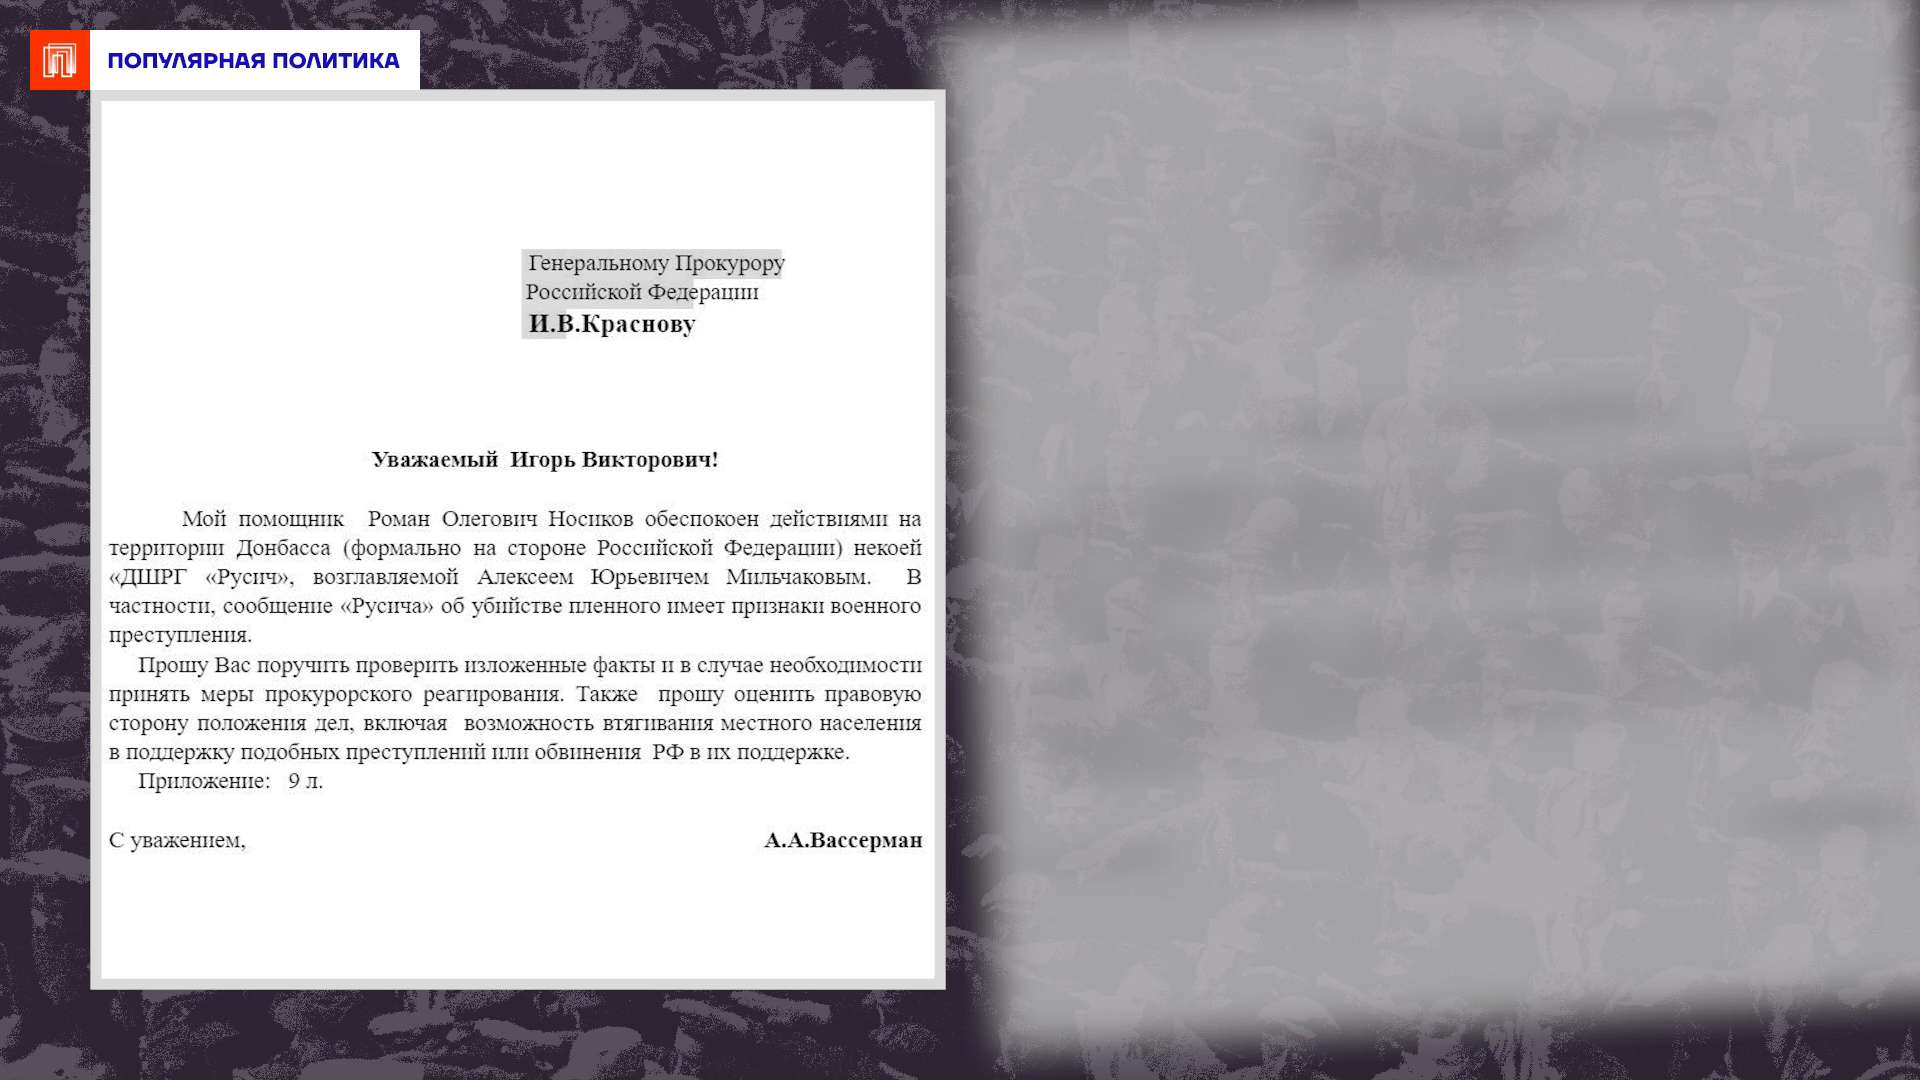 ПОПУЛЯРНАЯ ПОЛИТИКА
Генеральному Прокурору
Российской Федерации
И.В.Краснову
Уважаемый Игорь Викторович!
Мой помощник Роман Олегович Носиков обеспокоен действиями на
территории Донбасса (формально на стороне Российской Федерации) некоей
«ДШРГ «Русич», возглавляемой Алексеем Юрьевичем Мильчаковым. В
частности, сообщение «Русича» об убийстве пленного имеет признаки военного
преступления.
Прошу Вас поручить проверить изложенные факты и в случае необходимости
принять меры прокурорского реагирования. Также прошу оценить правовую
сторону положения дел, включая возможность втягивания местного населения
в поддержку подобных преступлений или обвинения РФ в их поддержке.
Приложение: 9 л.
С уважением, А.А.Вассерман